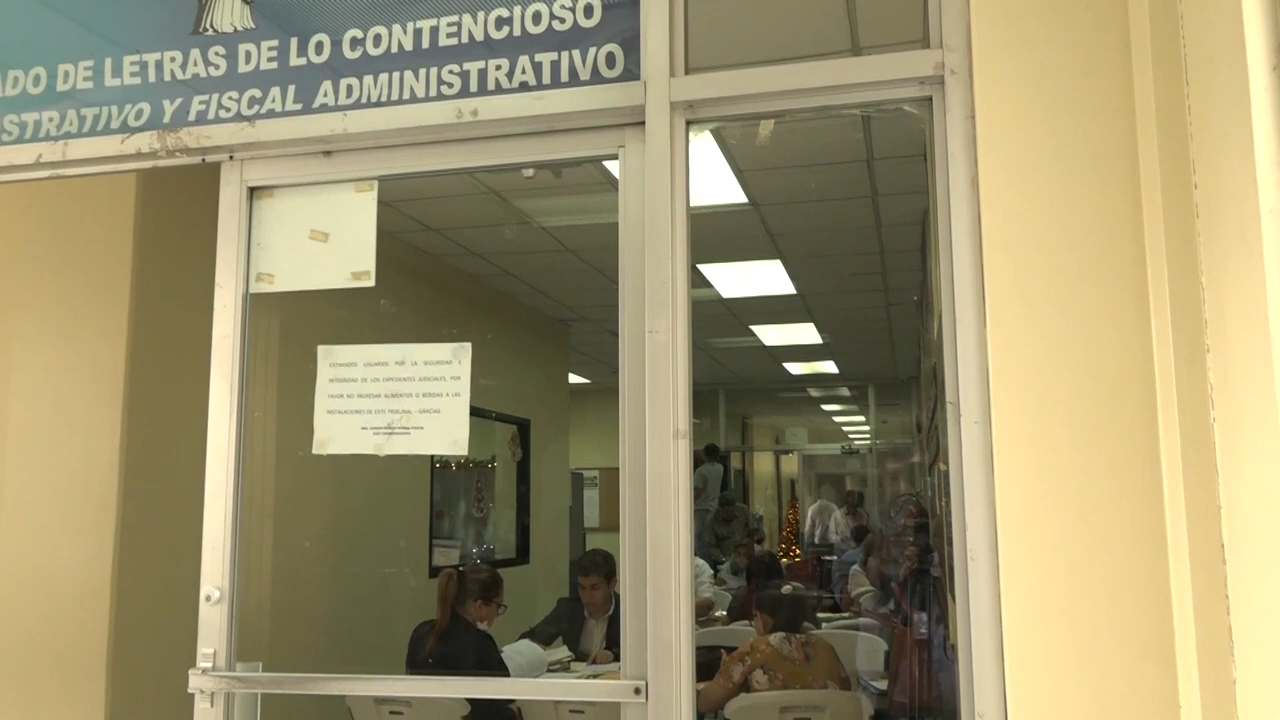 ADO DE LETRAS DE LO CONTENCIOSO
STRATIVO Y FISCAL ADMINISTRATIVO
ESTIMADOS USUARIOS POR LA SEGURIDAD E
INTEGRIDAD DE LOS EXPEDIENTES JUDICIALES, POR
FAVOR NO INGRESAR ALIMENTOS O BEBIDAS A LAS
INSTALACIONES DE ESTE TRIBUNAL – GRACIAS.